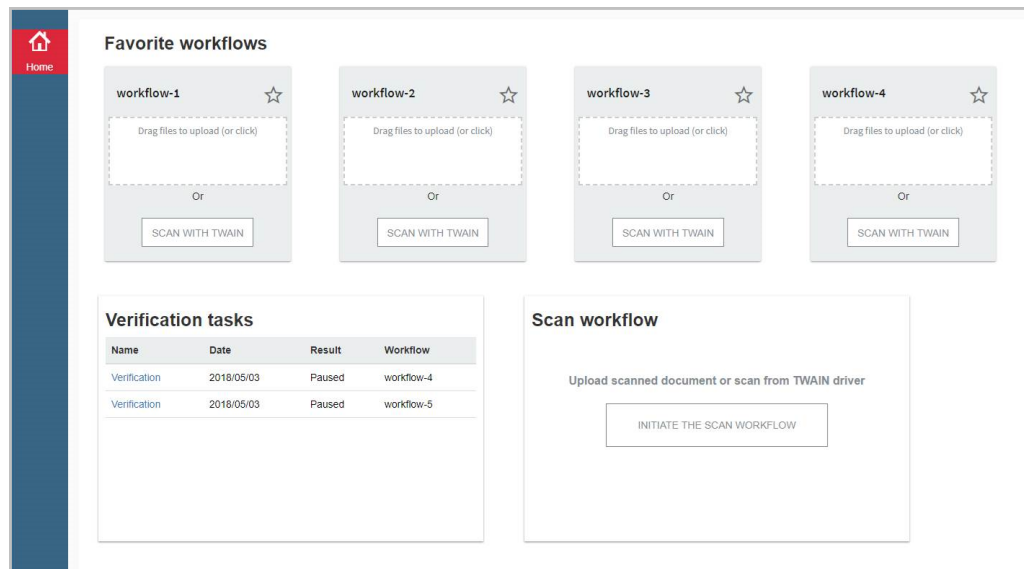 Home
Favorite workflows
workflow-1
Drag files to upload (or click)
Or
SCAN WITH TWAIN
workflow-2
Drag files to upload (or click)
Or
SCAN WITH TWAIN
workflow-3
Drag files to upload (or click)
Or
SCAN WITH TWAIN
workflow-4
Drag files to upload (or click)
Or
SCAN WITH TWAIN
Verification tasks
Name Date Result Workflow
Verification 2018/05/03 Paused workflow-4
Verification 2018/05/03 Paused workflow-5
Scan workflow
Upload scanned document or scan from TWAIN driver
INITIATE THE SCAN WORKFLOW